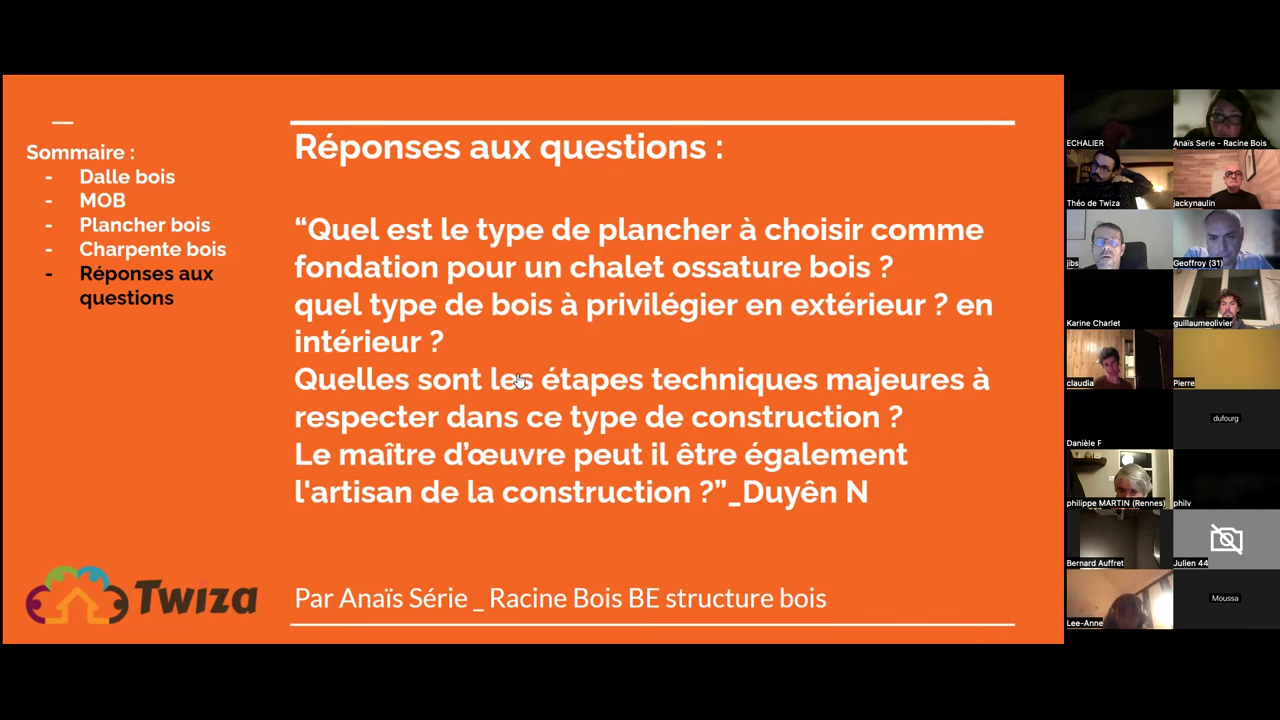 Sommaire :
- Dalle bois
- MOB
- Plancher bois
- Charpente bois
- Réponses aux
questions
Réponses aux questions :
“Quel est le type de plancher à choisir comme
fondation pour un chalet ossature bois ?
quel type de bois à privilégier en extérieur ? en
intérieur ?
Quelles sont les étapes techniques majeures à
respecter dans ce type de construction ?
Le maître d’œuvre peut il être également
l'artisan de la construction ?”_Duyên N
Twiza
Par Anaïs Série _ Racine Bois BE structure bois
ECHALIER
Anaïs Serie - Racine Bois
Théo de Twiza
jackynaulin
jibs
Geoffroy (31)
Karine Charlet
guillaumeolivier
claudia
Pierre
Danièle F
dufourg
philippe MARTIN (Rennes)
philv
Bernard Auffret
Julien 44
Lee-Anne
Moussa